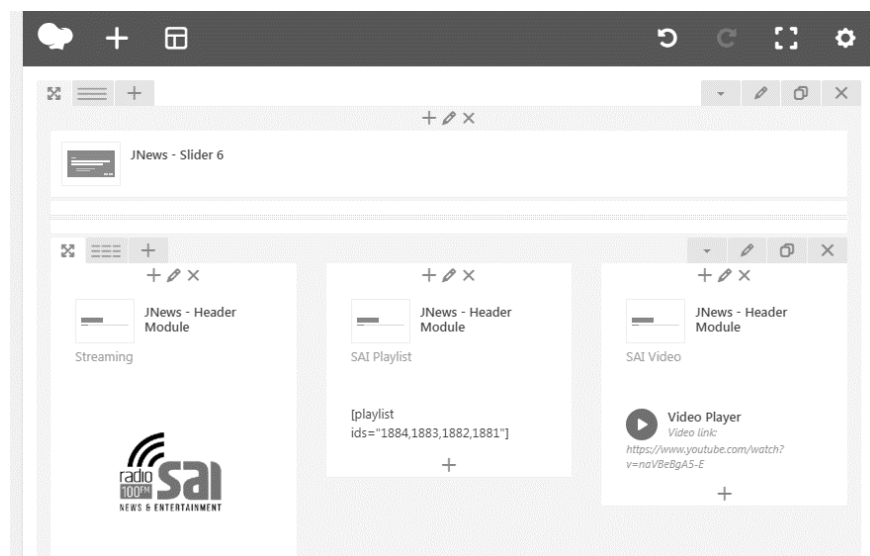 JNews - Slider 6
JNews - Header
Module
Streaming
radio
100FM
sai
NEWS & ENTERTAINMENT
JNews - Header
Module
SAI Playlist
[playlist
ids="1884,1883,1882,1881"]
JNews - Header
Module
SAI Video
Video Player
Video link:
https://www.youtube.com/watch?
v=naVBeBgA5-E